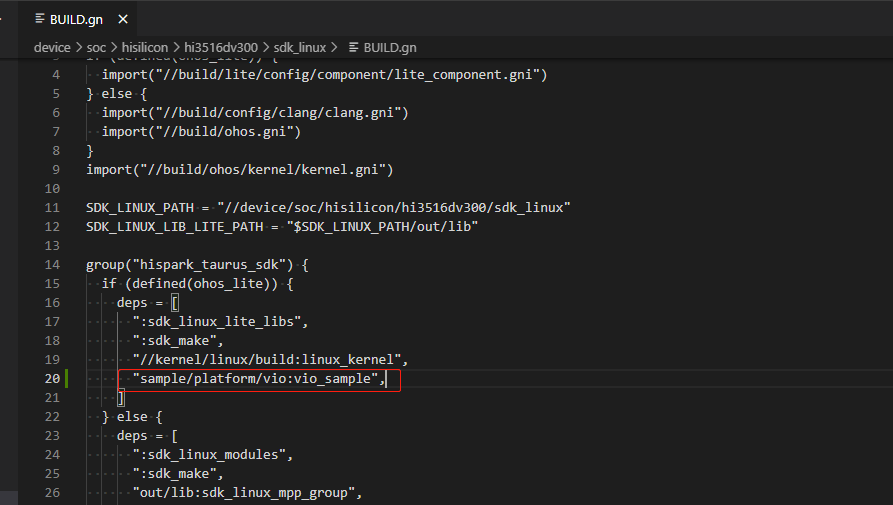 BUILD.gn ×
device > soc > hisilicon > hi3516dv300 > sdk_linux > BUILD.gn
3 if (defined(ohos_lite)) {
4 import("//build/lite/config/component/lite_component.gni")
5 } else {
6 import("//build/config/clang/clang.gni")
7 import("//build/ohos.gni")
8 }
9 import("//build/ohos/kernel/kernel.gni")
10
11 SDK_LINUX_PATH = "//device/soc/hisilicon/hi3516dv300/sdk_linux"
12 SDK_LINUX_LIB_LITE_PATH = "$SDK_LINUX_PATH/out/lib"
13
14 group("hispark_taurus_sdk") {
15 if (defined(ohos_lite)) {
16 deps = [
17 ":sdk_linux_lite_libs",
18 ":sdk_make",
19 "//kernel/linux/build:linux_kernel",
20 "sample/platform/vio:vio_sample",
21 ]
22 } else {
23 deps = [
24 ":sdk_linux_modules",
25 ":sdk_make",
26 "out/lib:sdk_linux_mpp_group",